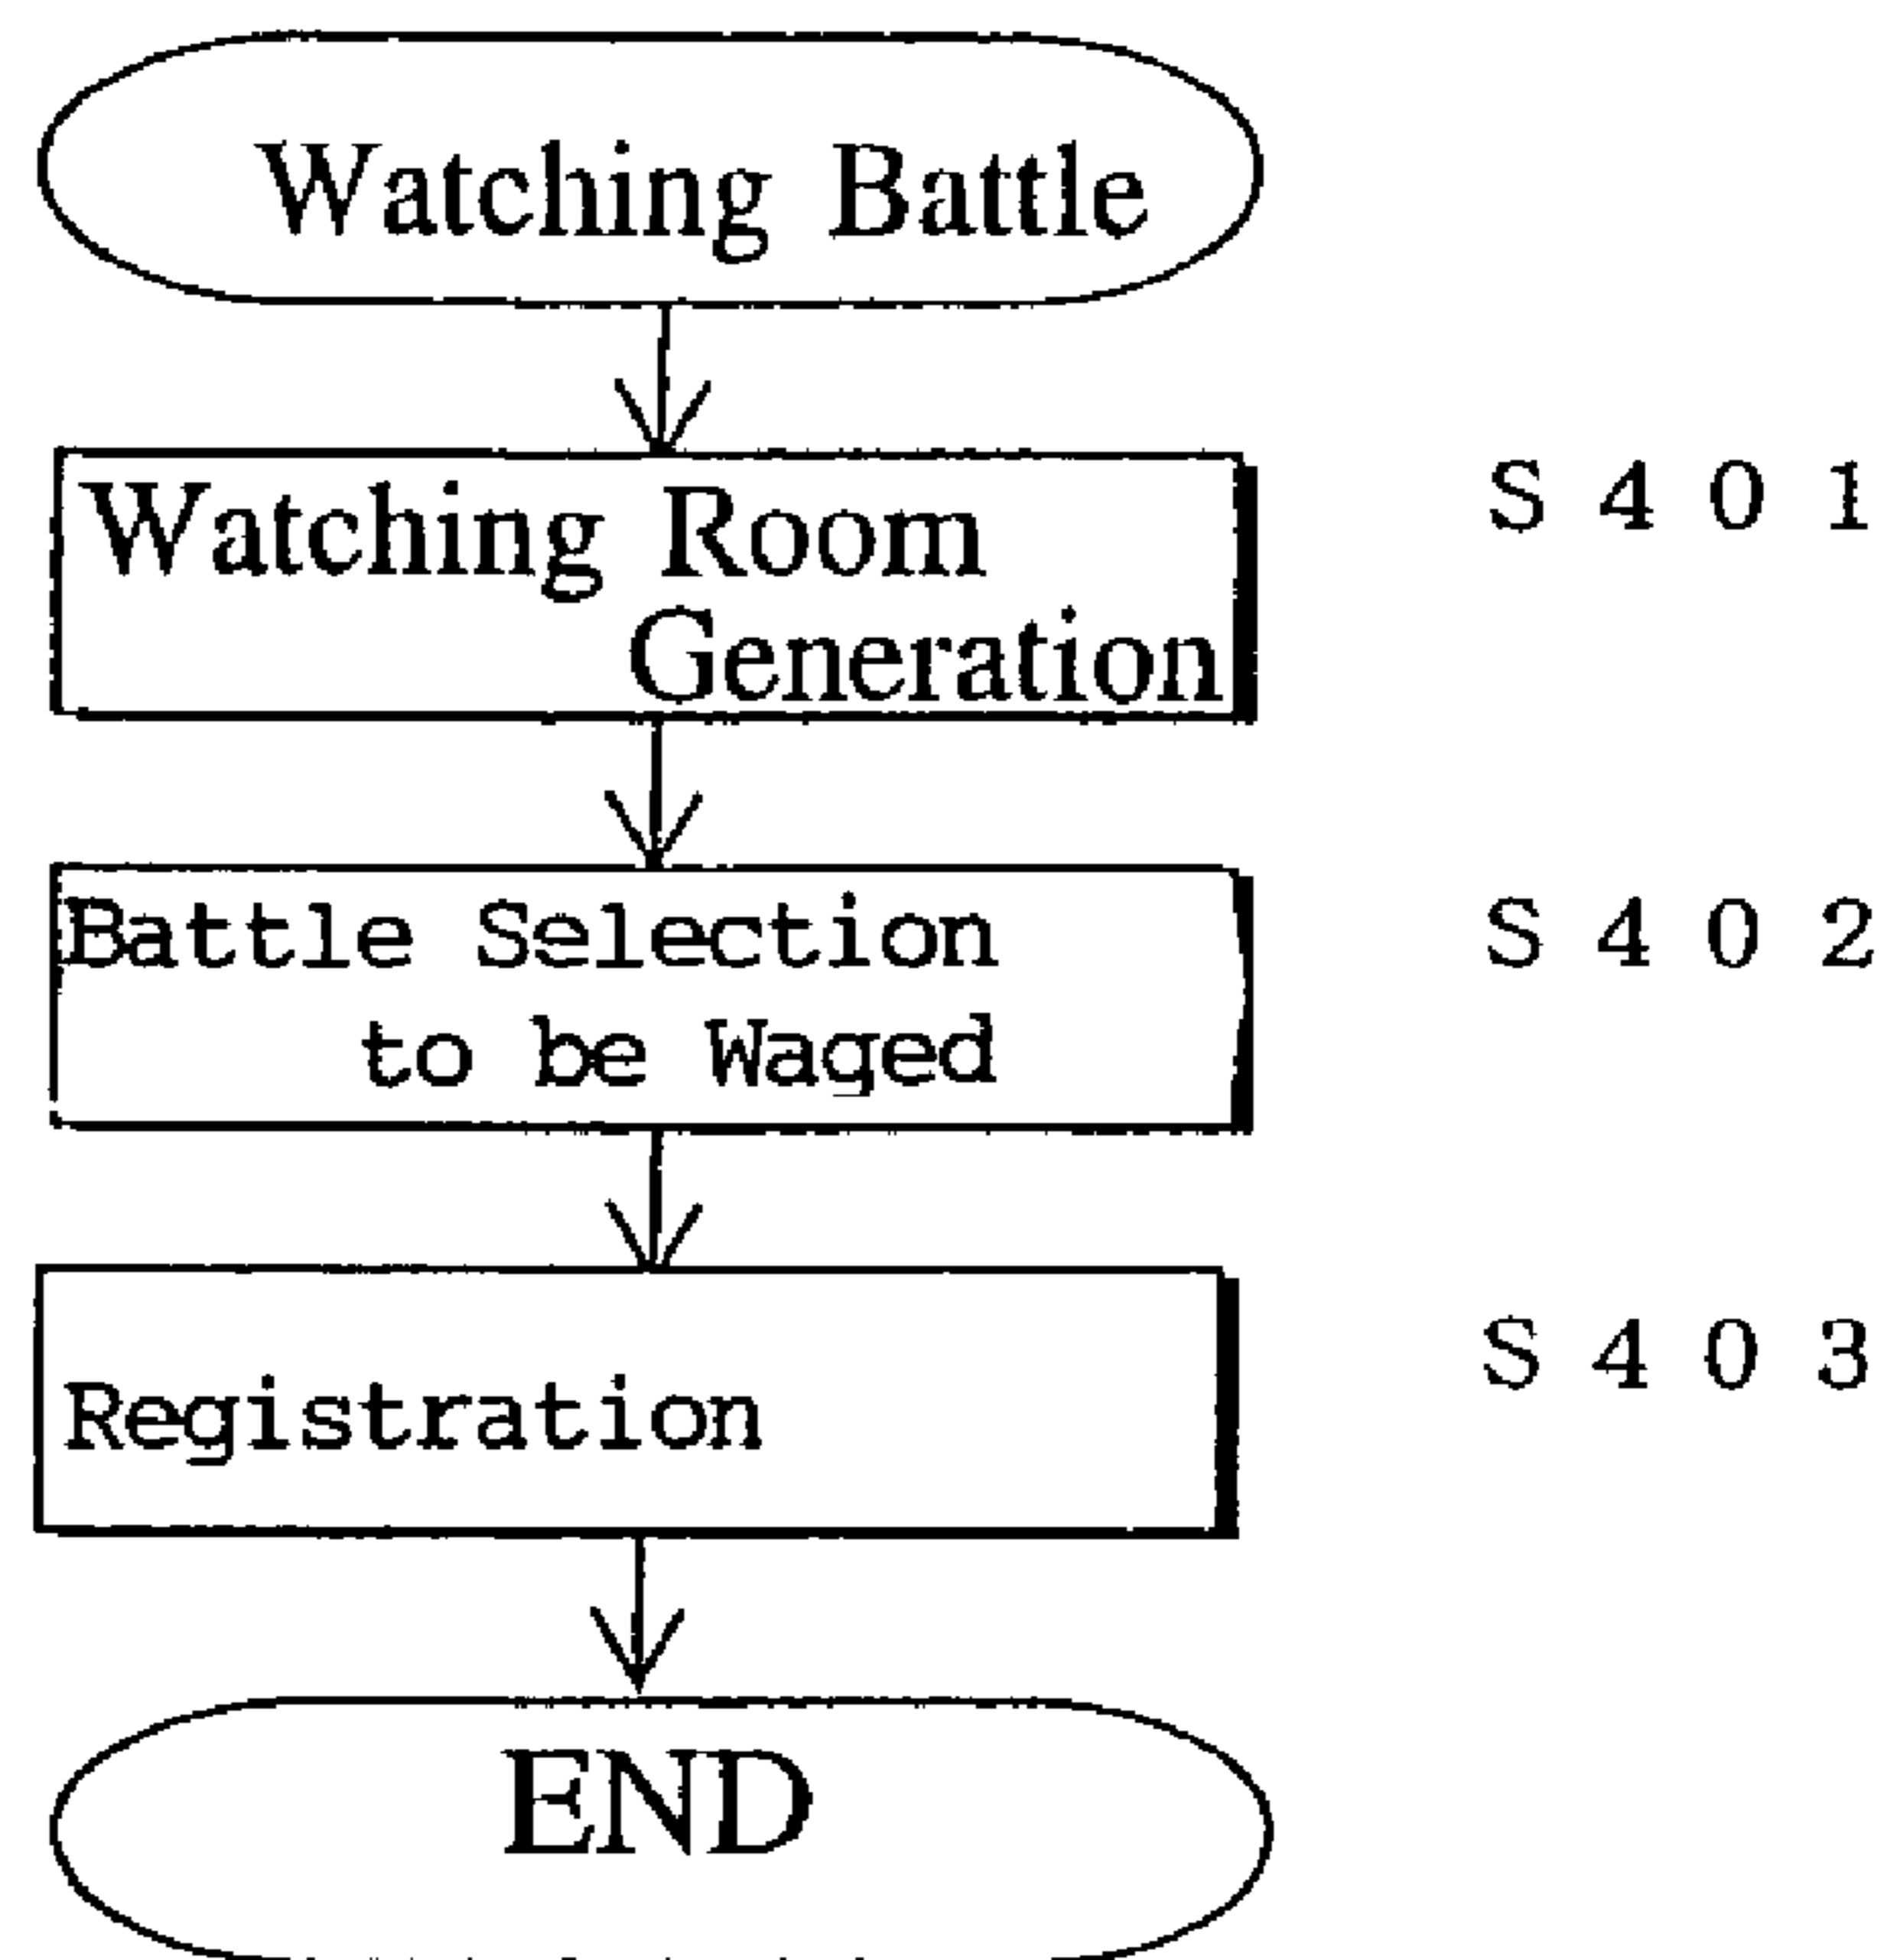 Watching Battle
Watching Room
Generation
S 4 0 1
Battle Selection
to be Waged
S 4 0 2
Registration
S 4 0 3
END